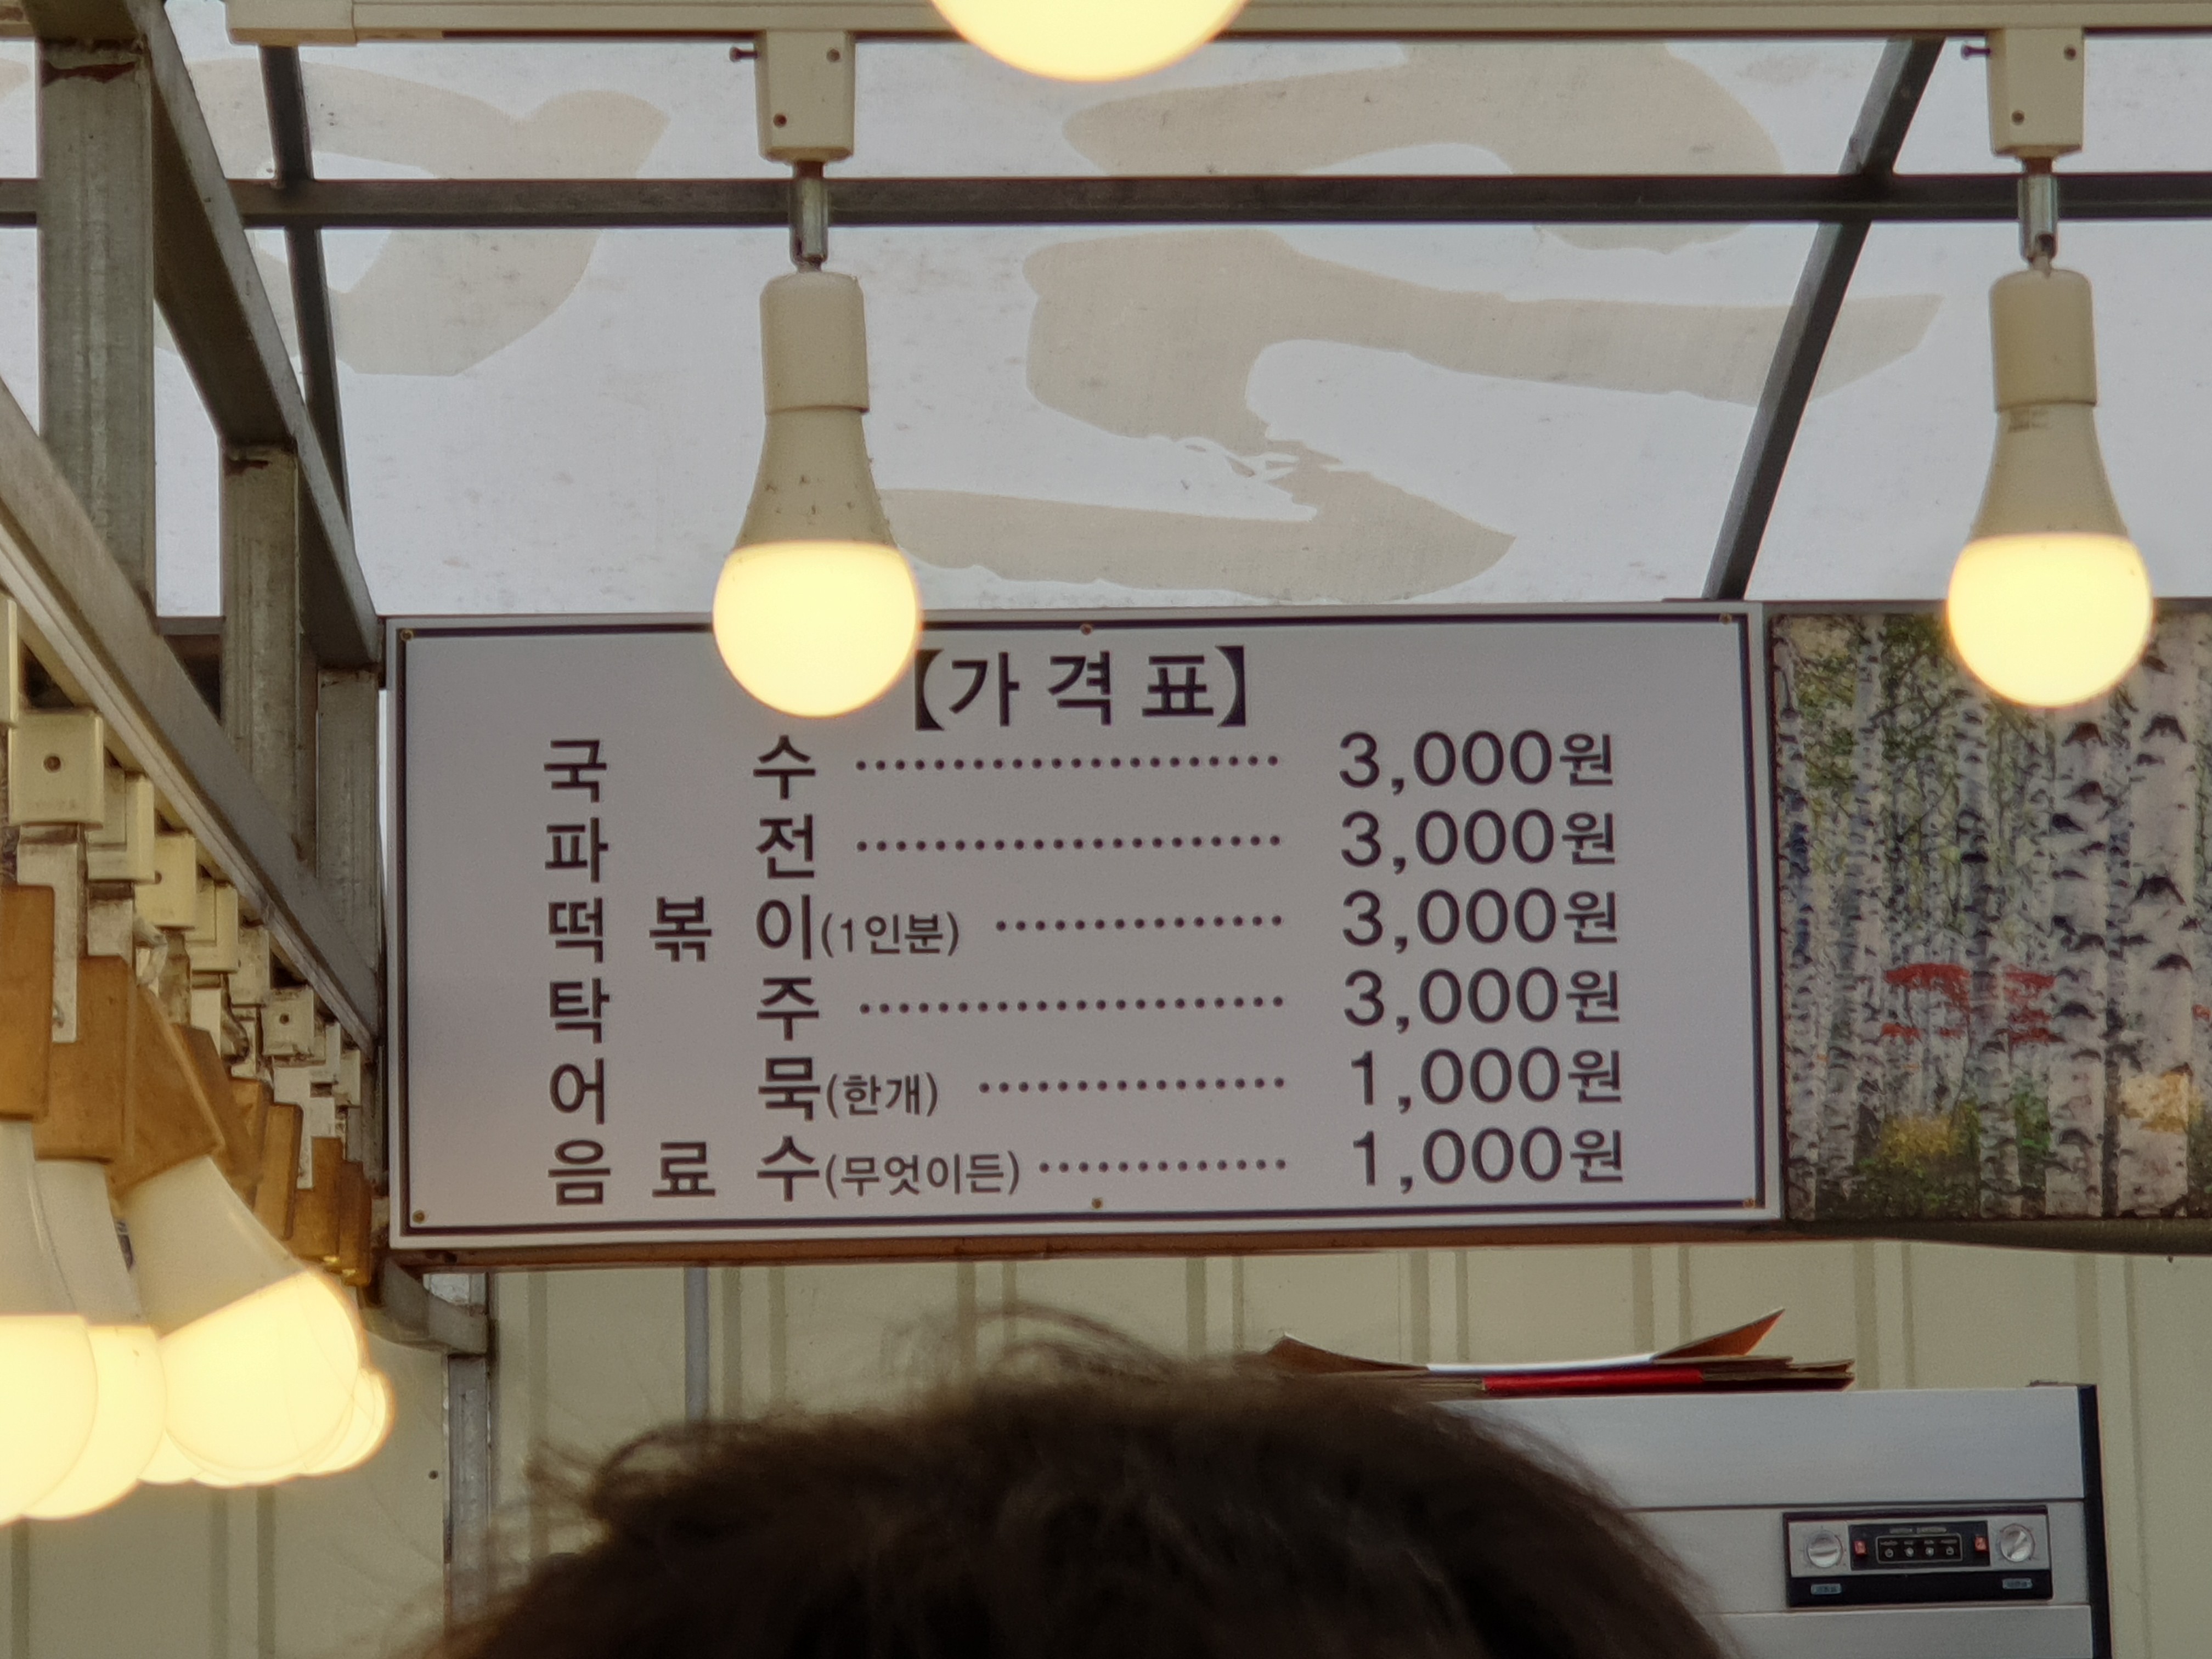 【가격표】
국수 ······················ 3,000원
파전 ······················ 3,000원
떡볶이(1인분) ··············· 3,000원
탁주 ······················ 3,000원
어묵(한개) ················ 1,000원
음료수(무엇이든) ············· 1,000원